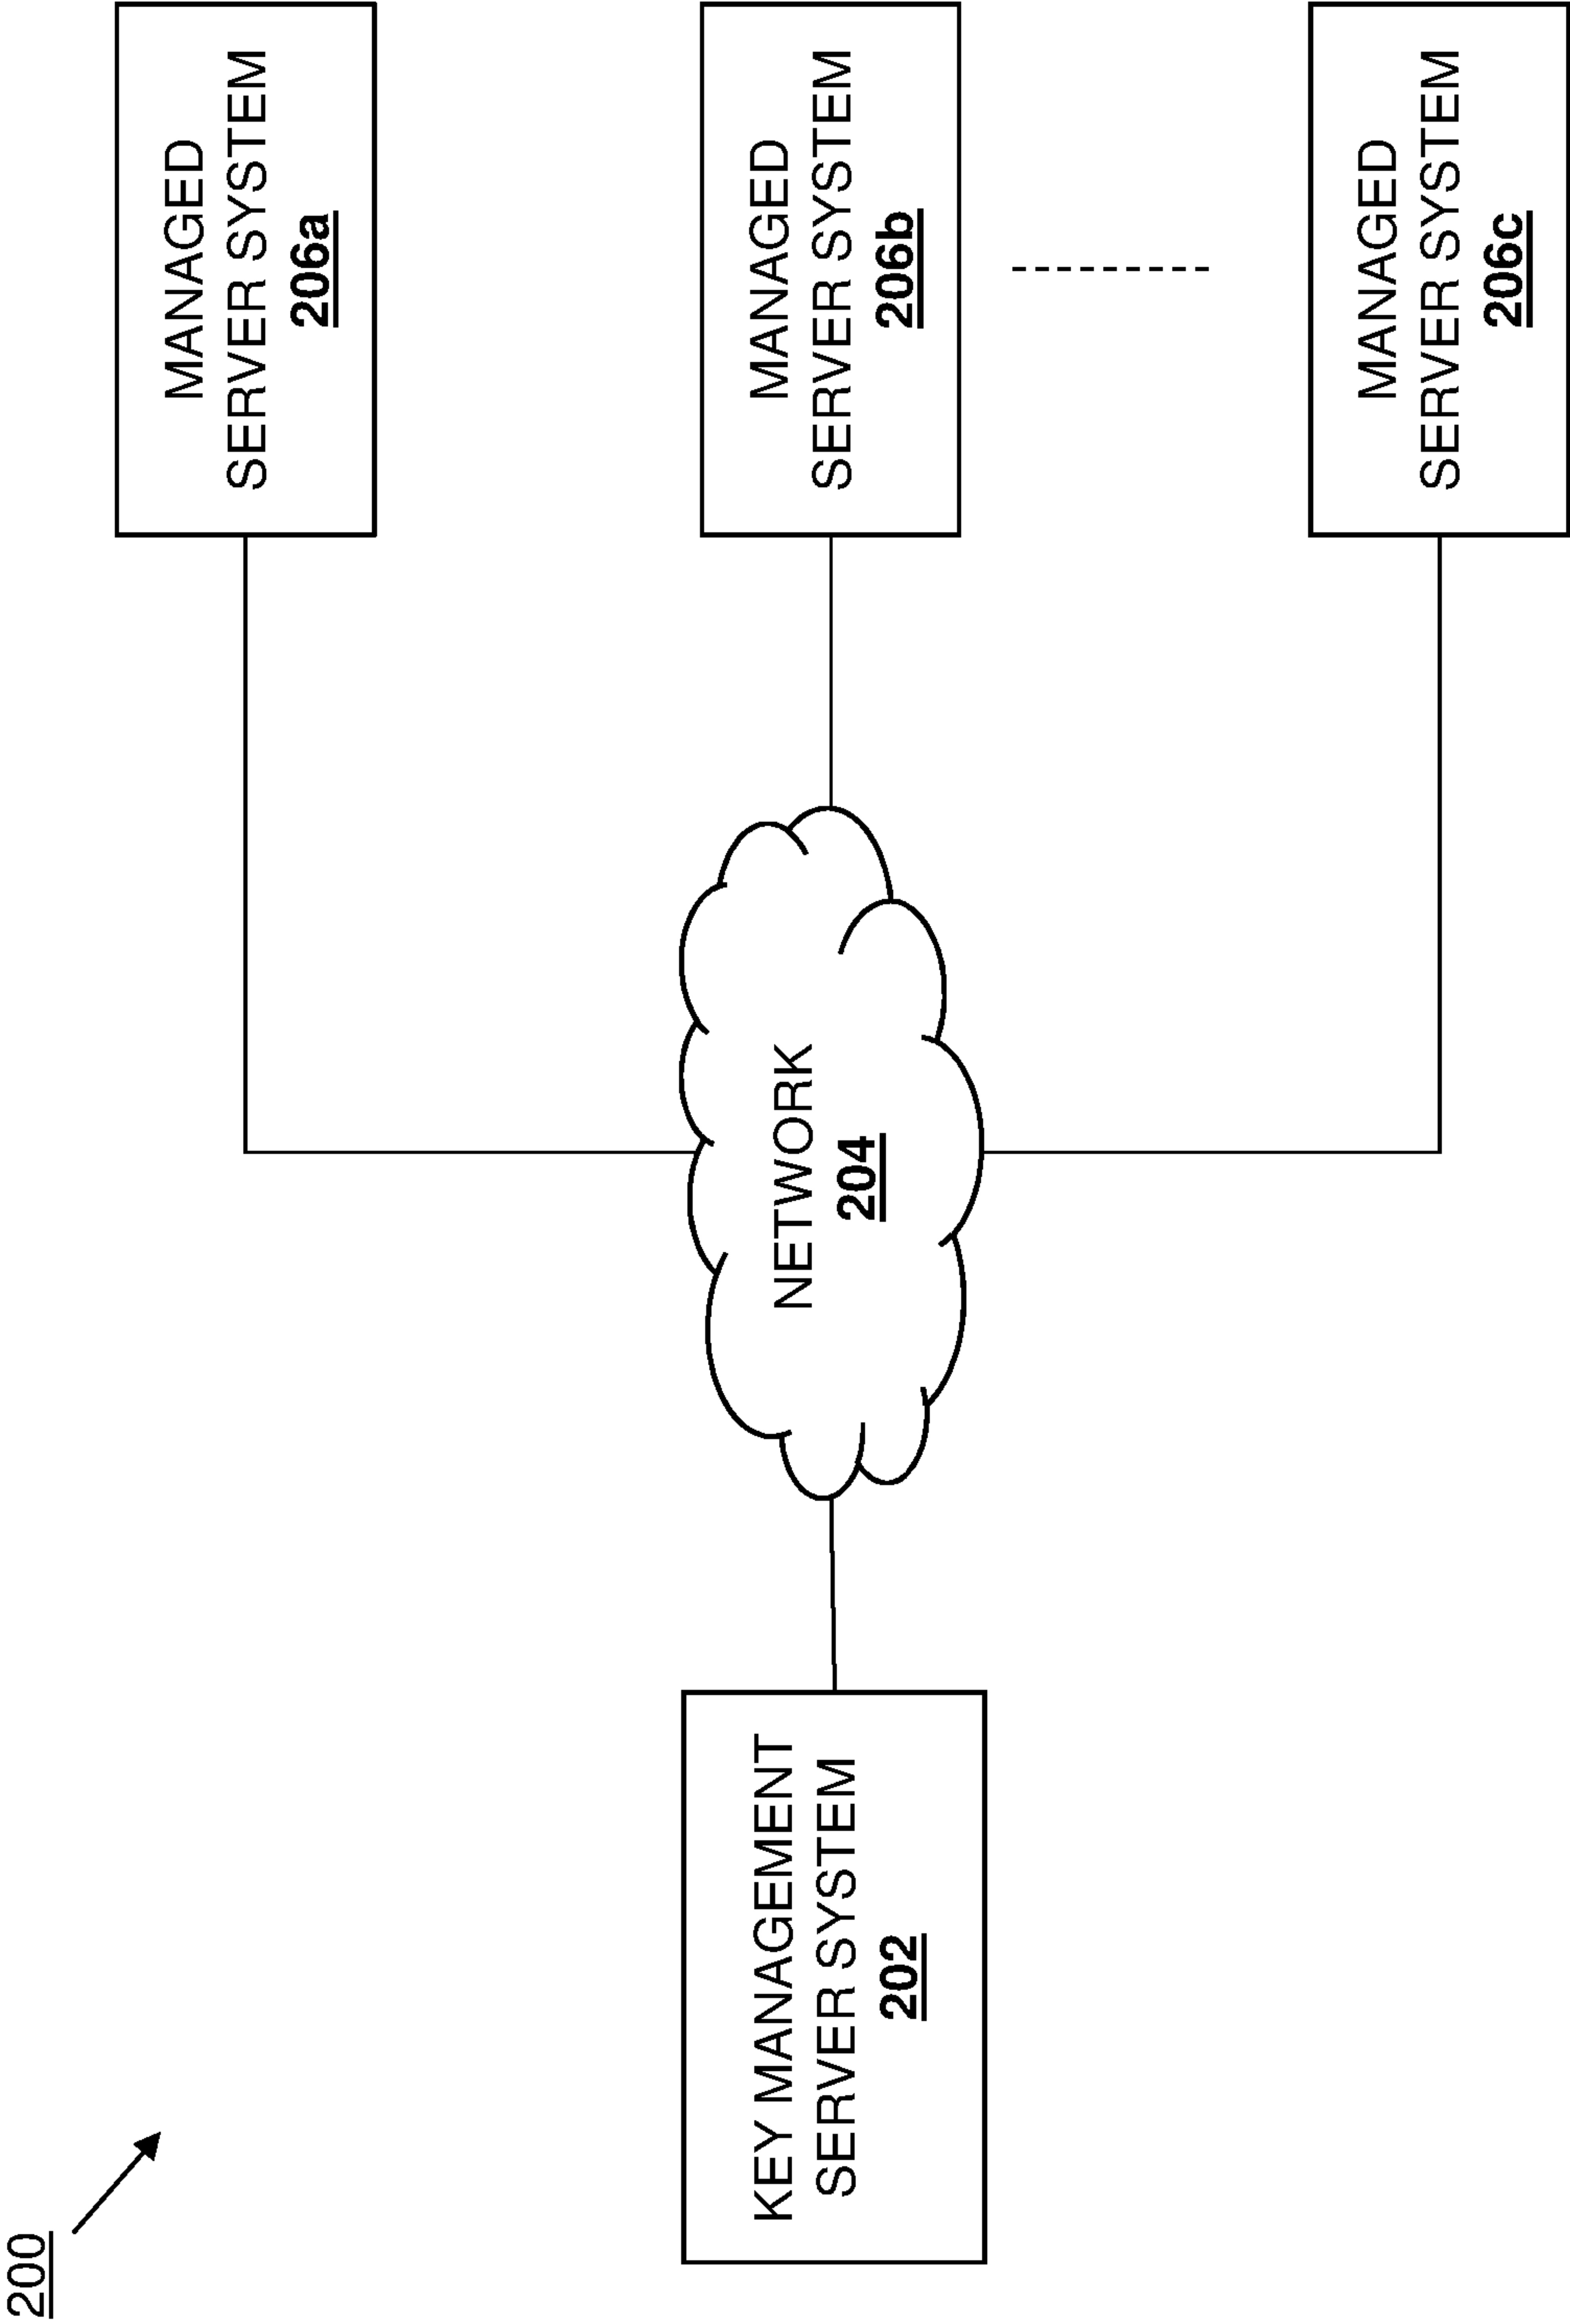 200
KEY MANAGEMENT
SERVER SYSTEM
202
NETWORK
204
MANAGED
SERVER SYSTEM
206a
MANAGED
SERVER SYSTEM
206b
MANAGED
SERVER SYSTEM
206c